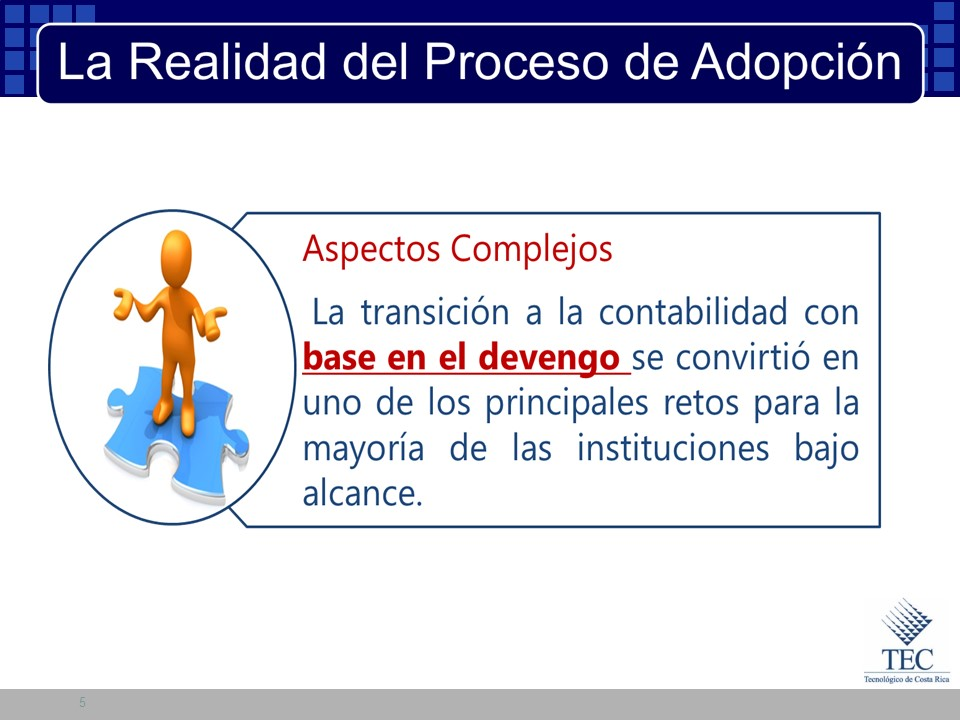 La Realidad del Proceso de Adopción
Aspectos Complejos
La transición a la contabilidad con
base en el devengo se convirtió en
uno de los principales retos para la
mayoría de las instituciones bajo
alcance.
TEC
Tecnológico de Costa Rica
5